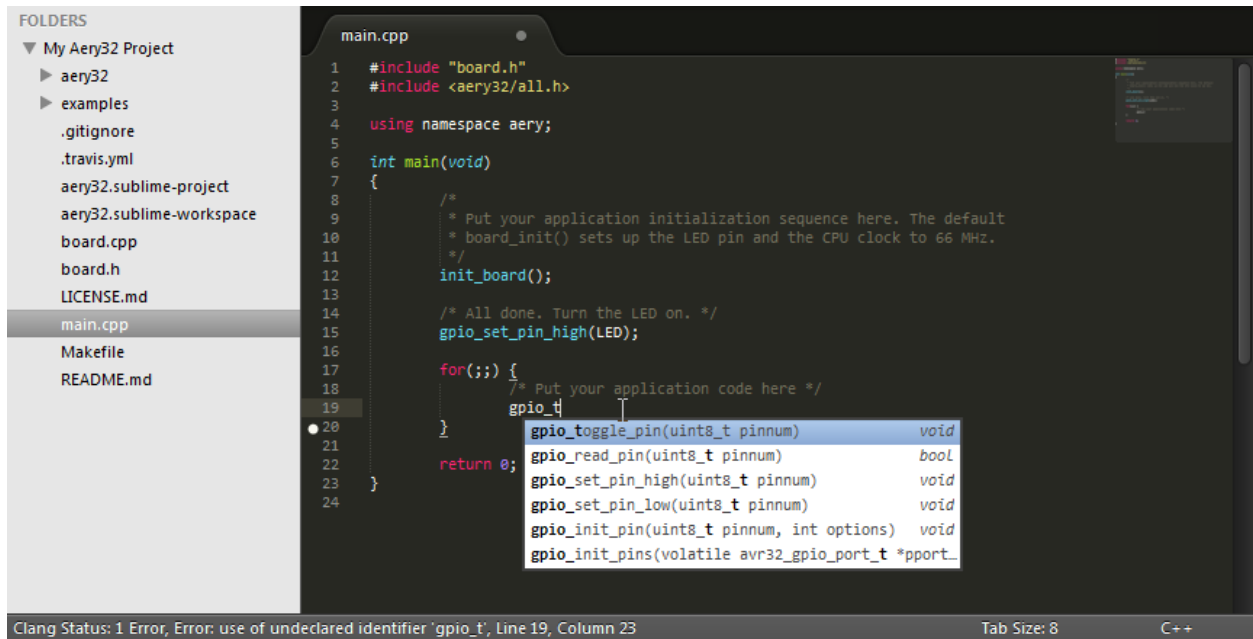 FOLDERS
My Aery32 Project
aery32
examples
.gitignore
.travis.yml
aery32.sublime-project
aery32.sublime-workspace
board.cpp
board.h
LICENSE.md
main.cpp
Makefile
README.md
main.cpp
1 #include "board.h"
2 #include <aery32/all.h>
3
4 using namespace aery;
5
6 int main(void)
7 {
8 /*
9 * Put your application initialization sequence here. The default
10 * board_init() sets up the LED pin and the CPU clock to 66 MHz.
11 */
12 init_board();
13
14 /* All done. Turn the LED on. */
15 gpio_set_pin_high(LED);
16
17 for(;;) {
18 /* Put your application code here */
19 gpio_t
20 }
21
22 return 0;
23 }
24
gpio_toggle_pin(uint8_t pinnum) void
gpio_read_pin(uint8_t pinnum) bool
gpio_set_pin_high(uint8_t pinnum) void
gpio_set_pin_low(uint8_t pinnum) void
gpio_init_pin(uint8_t pinnum, int options) void
gpio_init_pins(volatile avr32_gpio_port_t *pport…
Clang Status: 1 Error, Error: use of undeclared identifier 'gpio_t', Line 19, Column 23 Tab Size: 8 C++